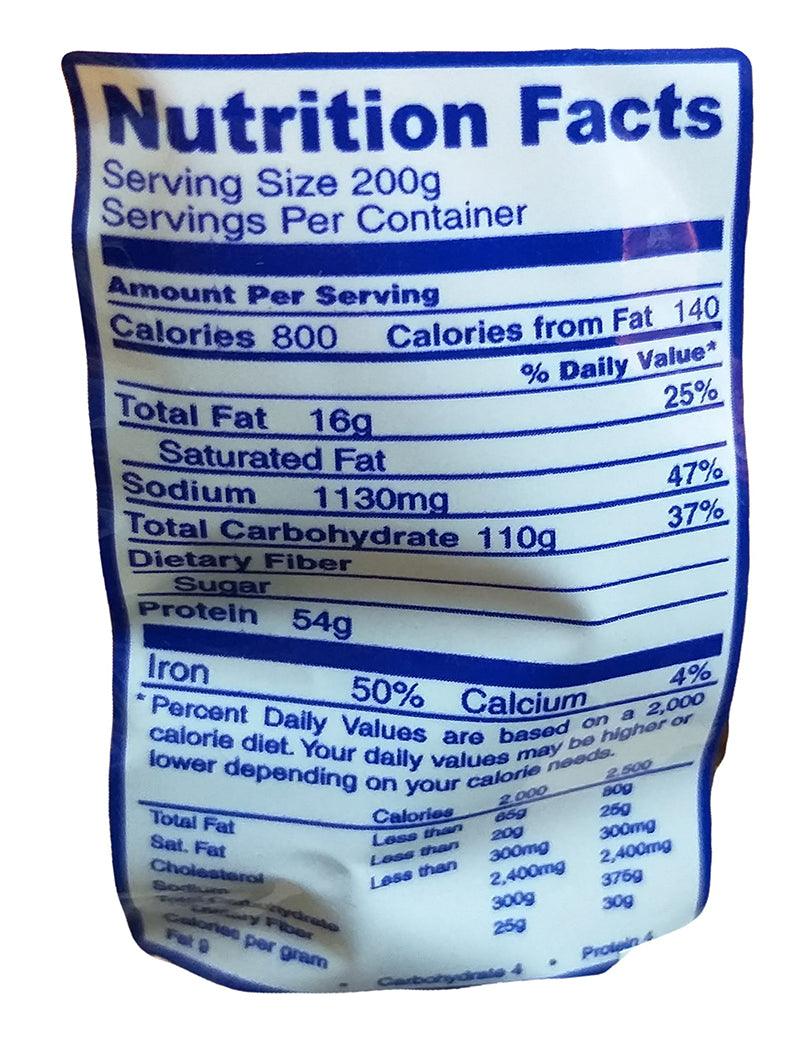 Nutrition Facts
Serving Size 200g
Servings Per Container
Amount Per Serving
Calories 800 Calories from Fat 140
% Daily Value*
Total Fat 16g 25%
Saturated Fat
Sodium 1130mg 47%
Total Carbohydrate 110g 37%
Dietary Fiber
Sugar
Protein 54g
Iron 50% Calcium 4%
* Percent Daily Values are based on a 2,000
calorie diet. Your daily values may be higher or
lower depending on your calorie needs.
Calories 2.000 2.500
Total Fat Less than 65g 80g
Sat. Fat Less than 20g 25g
Cholesterol Less than 300mg 300mg
Sodium 2,400mg 2,400mg
Total Carbohydrate 300g 375g
Dietary Fiber 25g 30g
Calories per gram
Fat 9 • Carbohydrate 4 • Protein 4